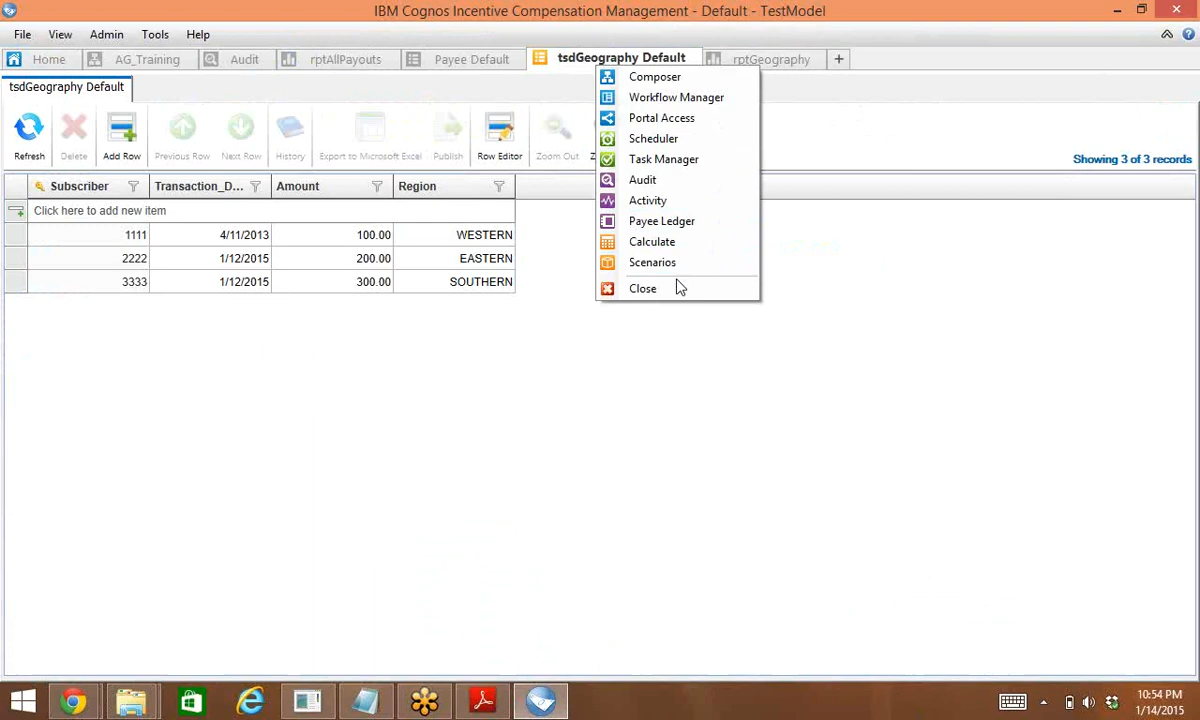 IBM Cognos Incentive Compensation Management - Default - TestModel
File View Admin Tools Help
Home AG_Training Audit rptAllPayouts Payee Default tsdGeography Default rptGeography +
tsdGeography Default
Refresh Delete Add Row Previous Row Next Row History Export to Microsoft Excel Publish Row Editor Zoom Out
Showing 3 of 3 records
Composer
Workflow Manager
Portal Access
Scheduler
Task Manager
Audit
Activity
Payee Ledger
Calculate
Scenarios
Close
Subscriber Transaction_D... Amount Region
Click here to add new item
1111 4/11/2013 100.00 WESTERN
2222 1/12/2015 200.00 EASTERN
3333 1/12/2015 300.00 SOUTHERN
10:54 PM
1/14/2015